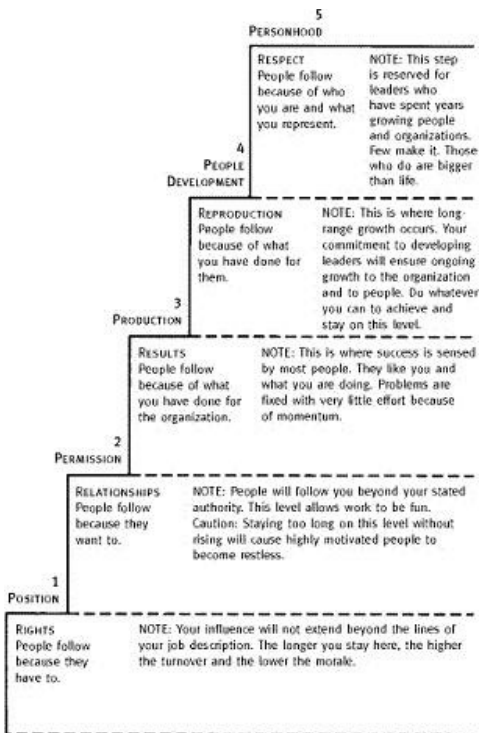 5
PERSONHOOD
RESPECT
People follow
because of who
you are and what
you represent.
NOTE: This step
is reserved for
leaders who
have spent years
growing people
and organizations.
Few make it. Those
who do are bigger
than life.
4
PEOPLE
DEVELOPMENT
REPRODUCTION
People follow
because of what
you have done for
them.
NOTE: This is where long-
range growth occurs. Your
commitment to developing
leaders will ensure ongoing
growth to the organization
and to people. Do whatever
you can to achieve and
stay on this level.
3
PRODUCTION
RESULTS
People follow
because of what
you have done for
the organization.
NOTE: This is where success is sensed
by most people. They like you and
what you are doing. Problems are
fixed with very little effort because
of momentum.
2
PERMISSION
RELATIONSHIPS
People follow
because they
want to.
NOTE: People will follow you beyond your stated
authority. This level allows work to be fun.
Caution: Staying too long on this level without
rising will cause highly motivated people to
become restless.
1
POSITION
RIGHTS
People follow
because they
have to.
NOTE: Your influence will not extend beyond the lines of
your job description. The longer you stay here, the higher
the turnover and the lower the morale.